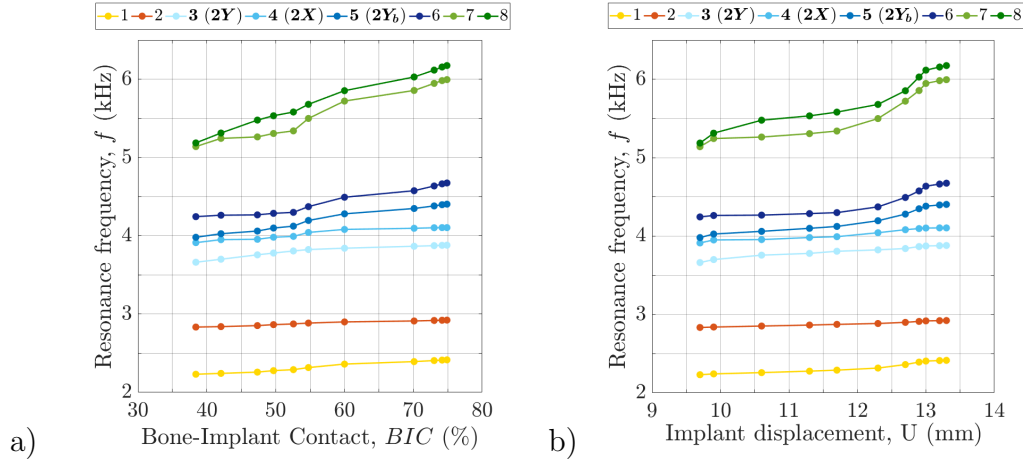 1 2 3 (2Y) 4 (2X) 5 (2Y_b) 6 7 8
Resonance frequency, f (kHz)
6
5
4
3
2
30 40 50 60 70 80
Bone-Implant Contact, BIC (%)
a)
1 2 3 (2Y) 4 (2X) 5 (2Y_b) 6 7 8
Resonance frequency, f (kHz)
6
5
4
3
2
9 10 11 12 13 14
Implant displacement, U (mm)
b)